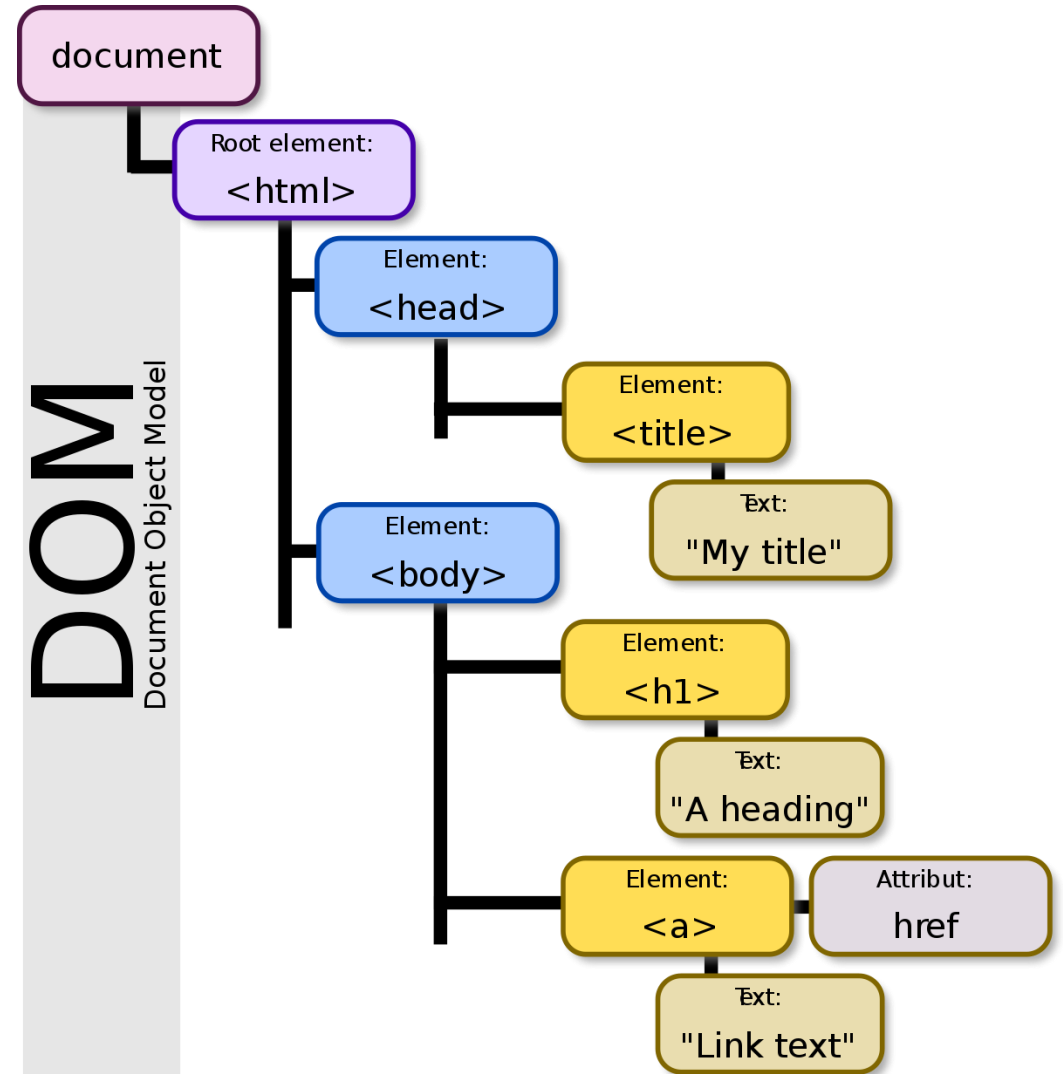 document
Root element:
<html>
Element:
<head>
Element:
<title>
Text:
"My title"
Element:
<body>
Element:
<h1>
Text:
"A heading"
Element:
<a>
Attribut:
href
Text:
"Link text"
DOM
Document Object Model